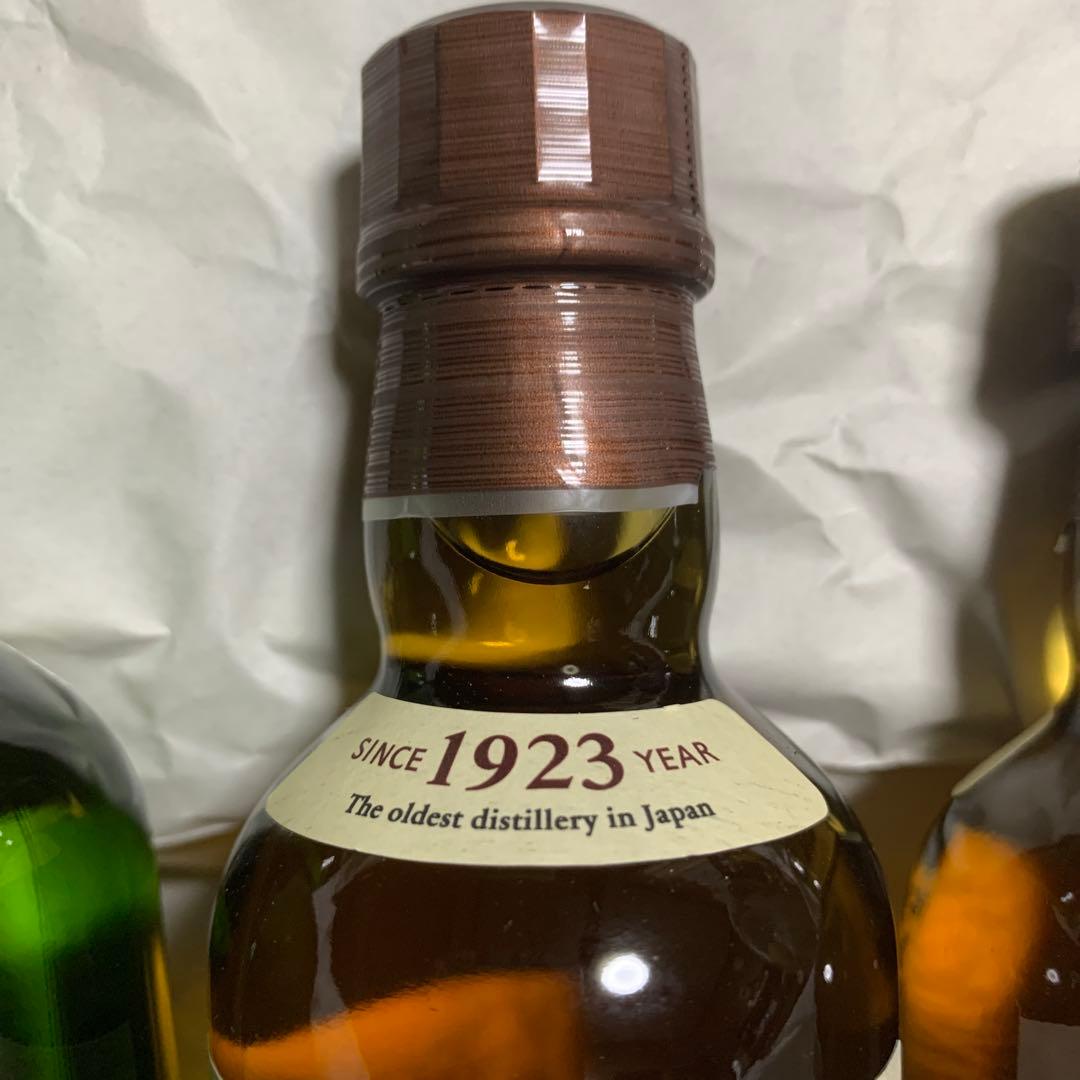 SINCE 1923 YEAR
The oldest distillery in Japan